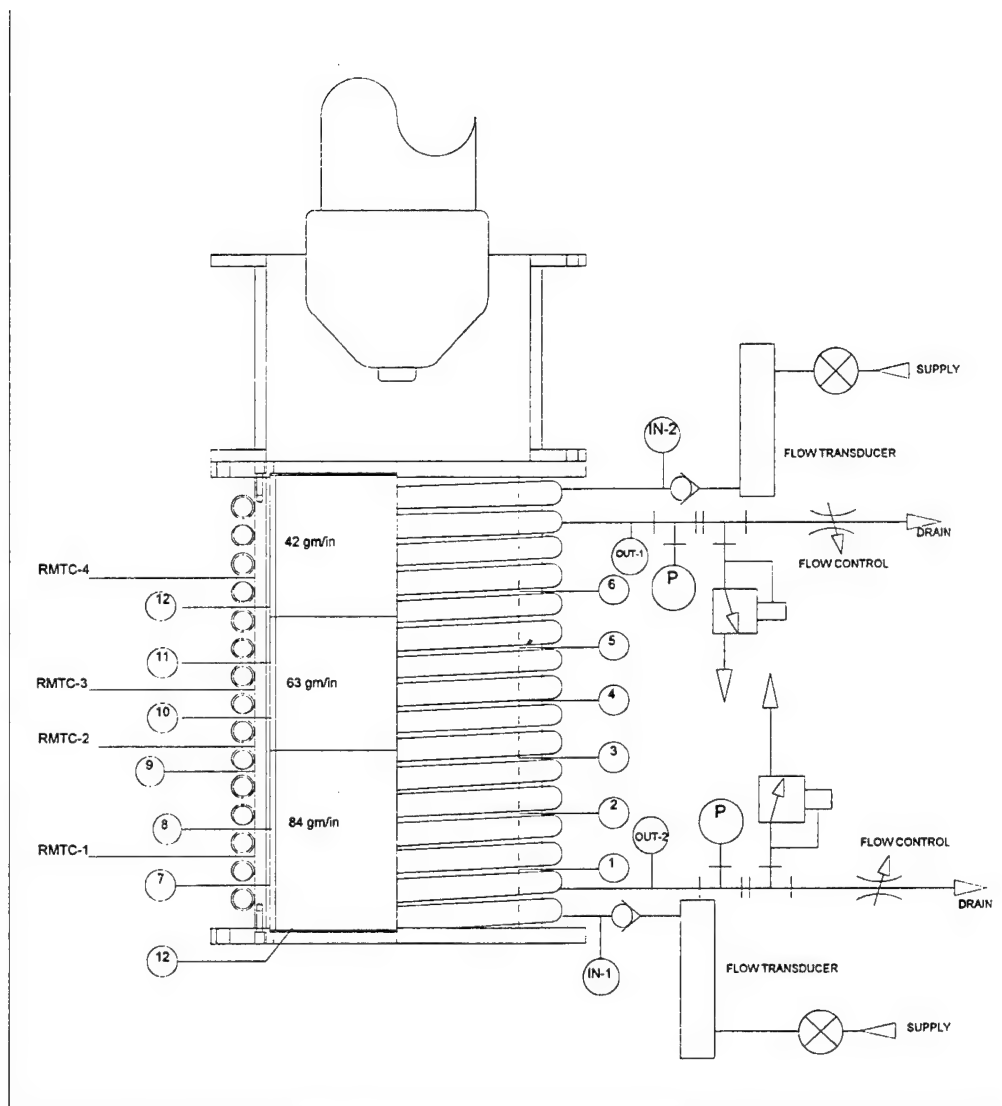 SUPPLY
IN-2
FLOW TRANSDUCER
42 gm/in
OUT-1
P
DRAIN
FLOW CONTROL
RMTC-4
12
6
11
5
RMTC-3
63 gm/in
4
10
RMTC-2
3
9
2
P
8
84 gm/in
OUT-2
FLOW CONTROL
RMTC-1
1
7
DRAIN
12
IN-1
FLOW TRANSDUCER
SUPPLY